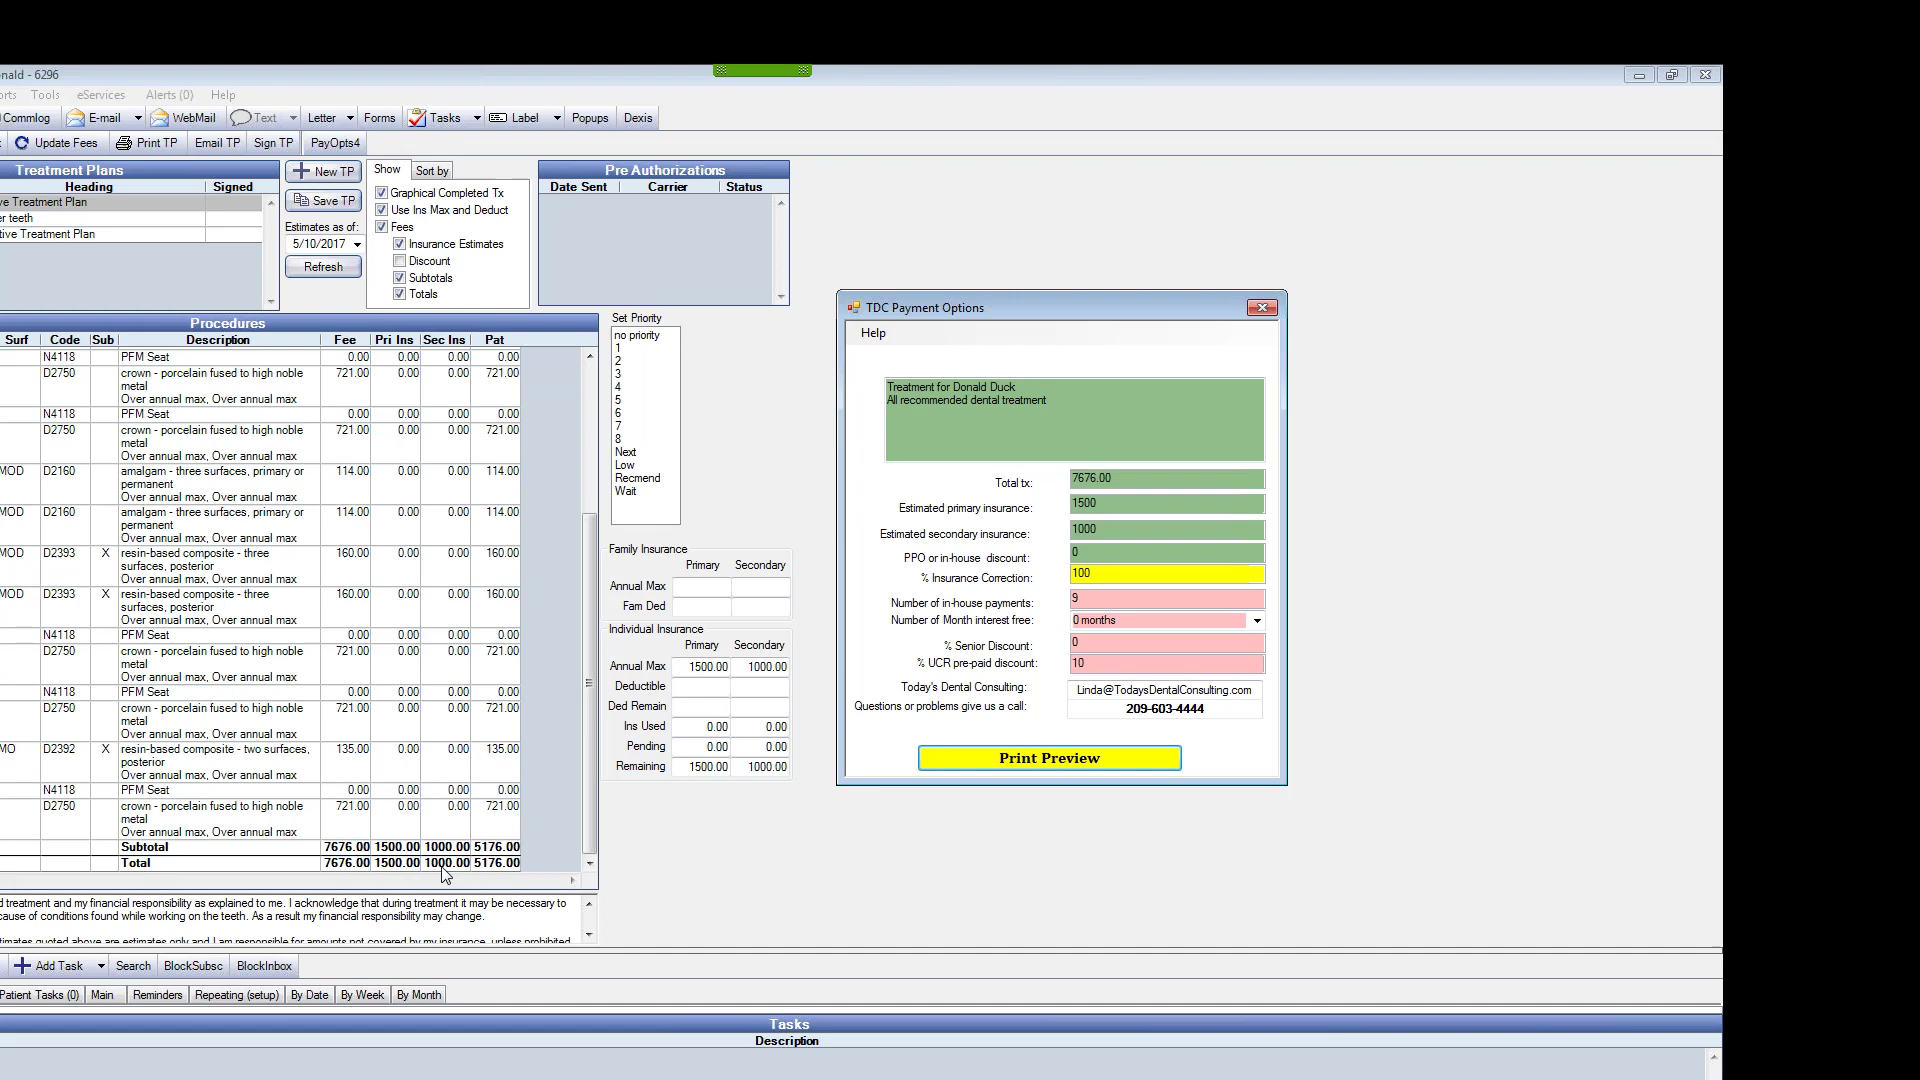 nald - 6296
orts Tools eServices Alerts (0) Help
Commlog E-mail WebMail Text Letter Forms Tasks Label Popups Dexis
Update Fees Print TP Email TP Sign TP PayOpts4
Treatment Plans
Heading Signed
ve Treatment Plan
er teeth
tive Treatment Plan
New TP
Save TP
Estimates as of:
5/10/2017
Refresh
Show Sort by
Graphical Completed Tx
Use Ins Max and Deduct
Fees
Insurance Estimates
Discount
Subtotals
Totals
Pre Authorizations
Date Sent Carrier Status
Procedures
Surf Code Sub Description Fee Pri Ins Sec Ins Pat
N4118 PFM Seat 0.00 0.00 0.00 0.00
D2750 crown - porcelain fused to high noble 721.00 0.00 0.00 721.00
metal
Over annual max, Over annual max
N4118 PFM Seat 0.00 0.00 0.00 0.00
D2750 crown - porcelain fused to high noble 721.00 0.00 0.00 721.00
metal
Over annual max, Over annual max
MOD D2160 amalgam - three surfaces, primary or 114.00 0.00 0.00 114.00
permanent
Over annual max, Over annual max
MOD D2160 amalgam - three surfaces, primary or 114.00 0.00 0.00 114.00
permanent
Over annual max, Over annual max
MOD D2393 X resin-based composite - three 160.00 0.00 0.00 160.00
surfaces, posterior
Over annual max, Over annual max
MOD D2393 X resin-based composite - three 160.00 0.00 0.00 160.00
surfaces, posterior
Over annual max, Over annual max
N4118 PFM Seat 0.00 0.00 0.00 0.00
D2750 crown - porcelain fused to high noble 721.00 0.00 0.00 721.00
metal
Over annual max, Over annual max
N4118 PFM Seat 0.00 0.00 0.00 0.00
D2750 crown - porcelain fused to high noble 721.00 0.00 0.00 721.00
metal
Over annual max, Over annual max
MO D2392 X resin-based composite - two surfaces, 135.00 0.00 0.00 135.00
posterior
Over annual max, Over annual max
N4118 PFM Seat 0.00 0.00 0.00 0.00
D2750 crown - porcelain fused to high noble 721.00 0.00 0.00 721.00
metal
Over annual max, Over annual max
Subtotal 7676.00 1500.00 1000.00 5176.00
Total 7676.00 1500.00 1000.00 5176.00
d treatment and my financial responsibility as explained to me. I acknowledge that during treatment it may be necessary to
cause of conditions found while working on the teeth. As a result my financial responsibility may change.
timates quoted above are estimates only and I am responsible for amounts not covered by my insurance, unless prohibited
Set Priority
no priority
1
2
3
4
5
6
7
8
Next
Low
Recmend
Wait
Family Insurance
Primary Secondary
Annual Max
Fam Ded
Individual Insurance
Primary Secondary
Annual Max 1500.00 1000.00
Deductible
Ded Remain
Ins Used 0.00 0.00
Pending 0.00 0.00
Remaining 1500.00 1000.00
TDC Payment Options
Help
Treatment for Donald Duck
All recommended dental treatment
Total tx: 7676.00
Estimated primary insurance: 1500
Estimated secondary insurance: 1000
PPO or in-house discount: 0
% Insurance Correction: 100
Number of in-house payments: 9
Number of Month interest free: 0 months
% Senior Discount: 0
% UCR pre-paid discount: 10
Today's Dental Consulting: Linda@TodaysDentalConsulting.com
Questions or problems give us a call: 209-603-4444
Print Preview
Add Task Search BlockSubsc BlockInbox
Patient Tasks (0) Main Reminders Repeating (setup) By Date By Week By Month
Tasks
Description